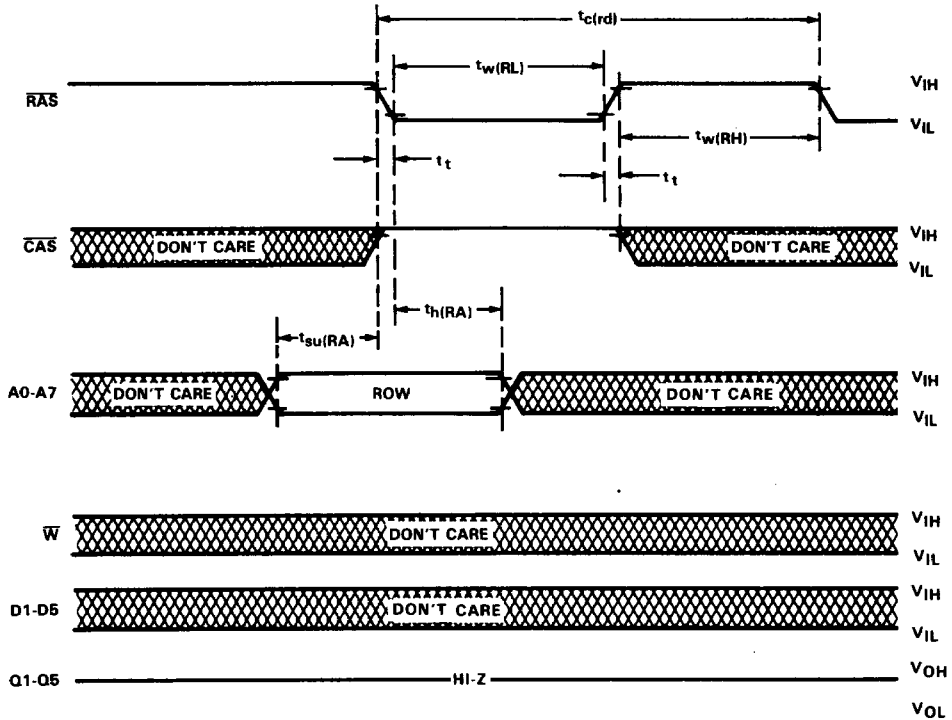 tc(rd)
tw(RL)
VIH
RAS
VIL
tw(RH)
tt
tt
CAS
DON'T CARE
DON'T CARE
VIH
VIL
th(RA)
tsu(RA)
A0-A7
DON'T CARE
ROW
DON'T CARE
VIH
VIL
W
DON'T CARE
VIH
VIL
D1-D5
DON'T CARE
VIH
VIL
Q1-Q5
HI-Z
VOH
VOL